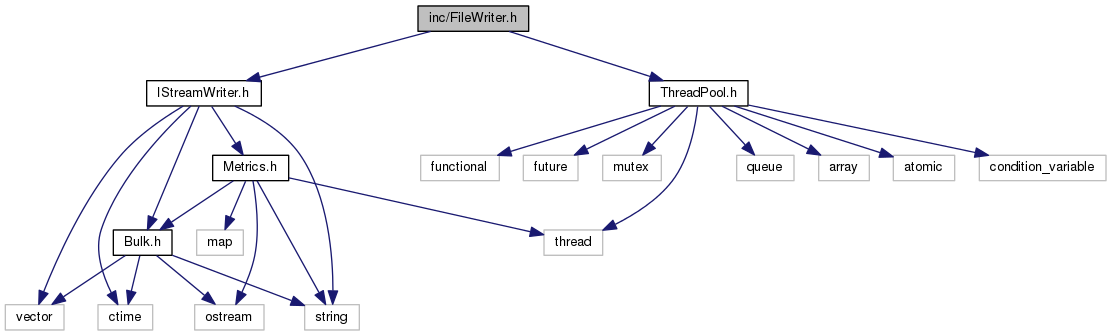 inc/FileWriter.h
IStreamWriter.h
ThreadPool.h
Metrics.h
functional
future
mutex
queue
array
atomic
condition_variable
Bulk.h
map
thread
vector
ctime
ostream
string